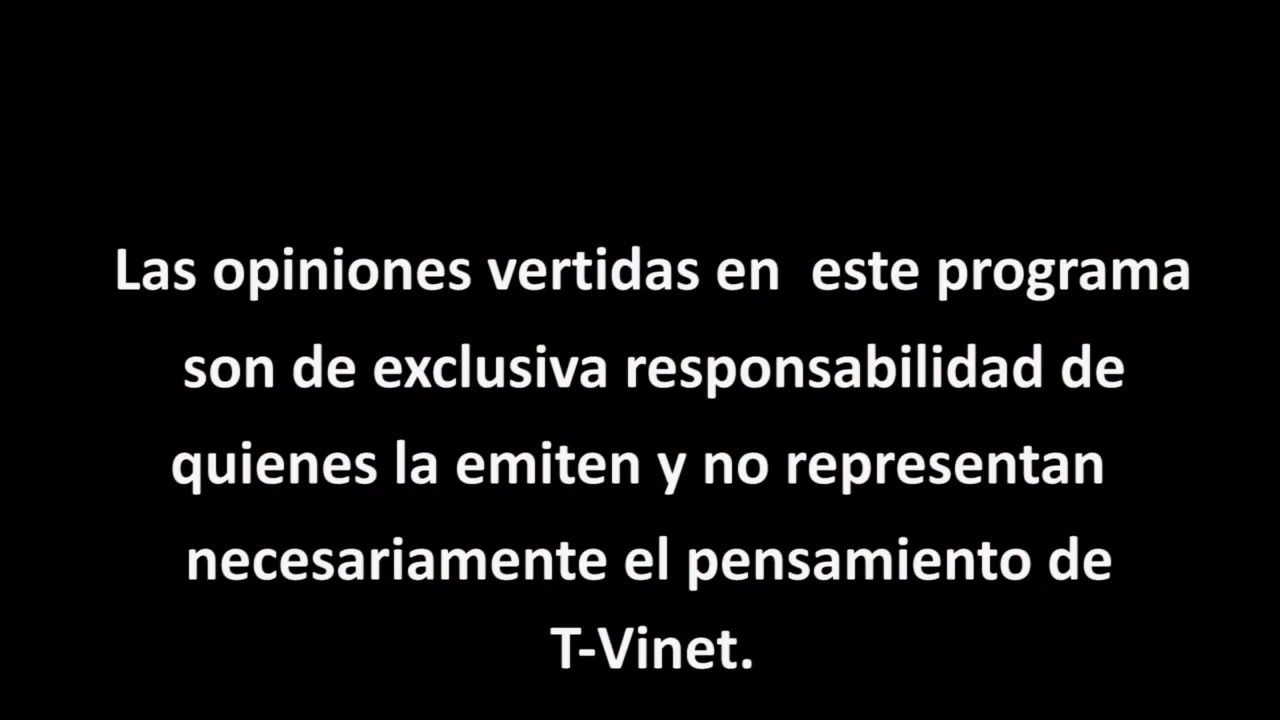 Las opiniones vertidas en este programa
son de exclusiva responsabilidad de
quienes la emiten y no representan
necesariamente el pensamiento de
T-Vinet.